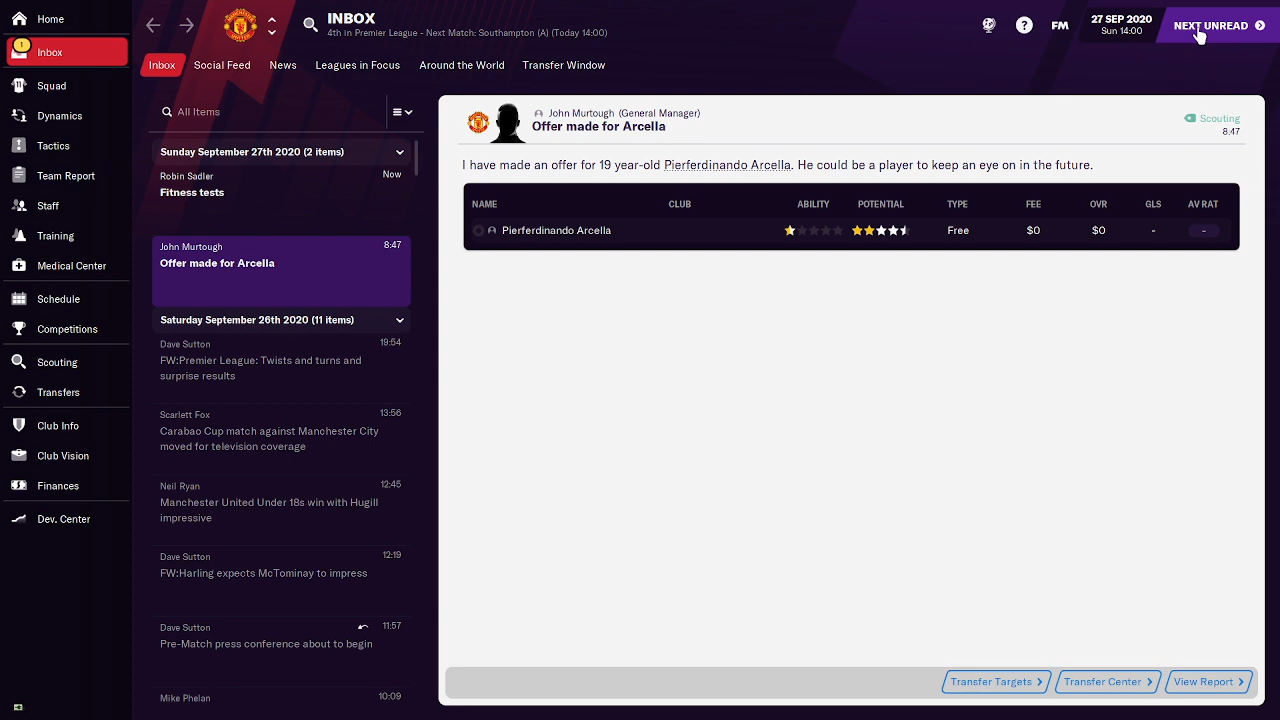 Home
INBOX
4th in Premier League - Next Match: Southampton (A) (Today 14:00)
FM
27 SEP 2020
Sun 14:00
NEXT UNREAD
1
Inbox
Inbox
Social Feed
News
Leagues in Focus
Around the World
Transfer Window
Squad
Dynamics
Tactics
Team Report
Staff
Training
Medical Center
Schedule
Competitions
Scouting
Transfers
Club Info
Club Vision
Finances
Dev. Center
All Items
Sunday September 27th 2020 (2 items)
Robin Sadler
Now
Fitness tests
John Murtough
8:47
Offer made for Arcella
Saturday September 26th 2020 (11 items)
Dave Sutton
19:54
FW:Premier League: Twists and turns and
surprise results
Scarlett Fox
13:56
Carabao Cup match against Manchester City
moved for television coverage
Neil Ryan
12:45
Manchester United Under 18s win with Hugill
impressive
Dave Sutton
12:19
FW:Harling expects McTominay to impress
Dave Sutton
11:57
Pre-Match press conference about to begin
Mike Phelan
10:09
John Murtough (General Manager)
Offer made for Arcella
Scouting
8:47
I have made an offer for 19 year-old Pierferdinando Arcella. He could be a player to keep an eye on in the future.
NAME CLUB ABILITY POTENTIAL TYPE FEE OVR GLS AV RAT
Pierferdinando Arcella Free $0 $0 - -
Transfer Targets
Transfer Center
View Report